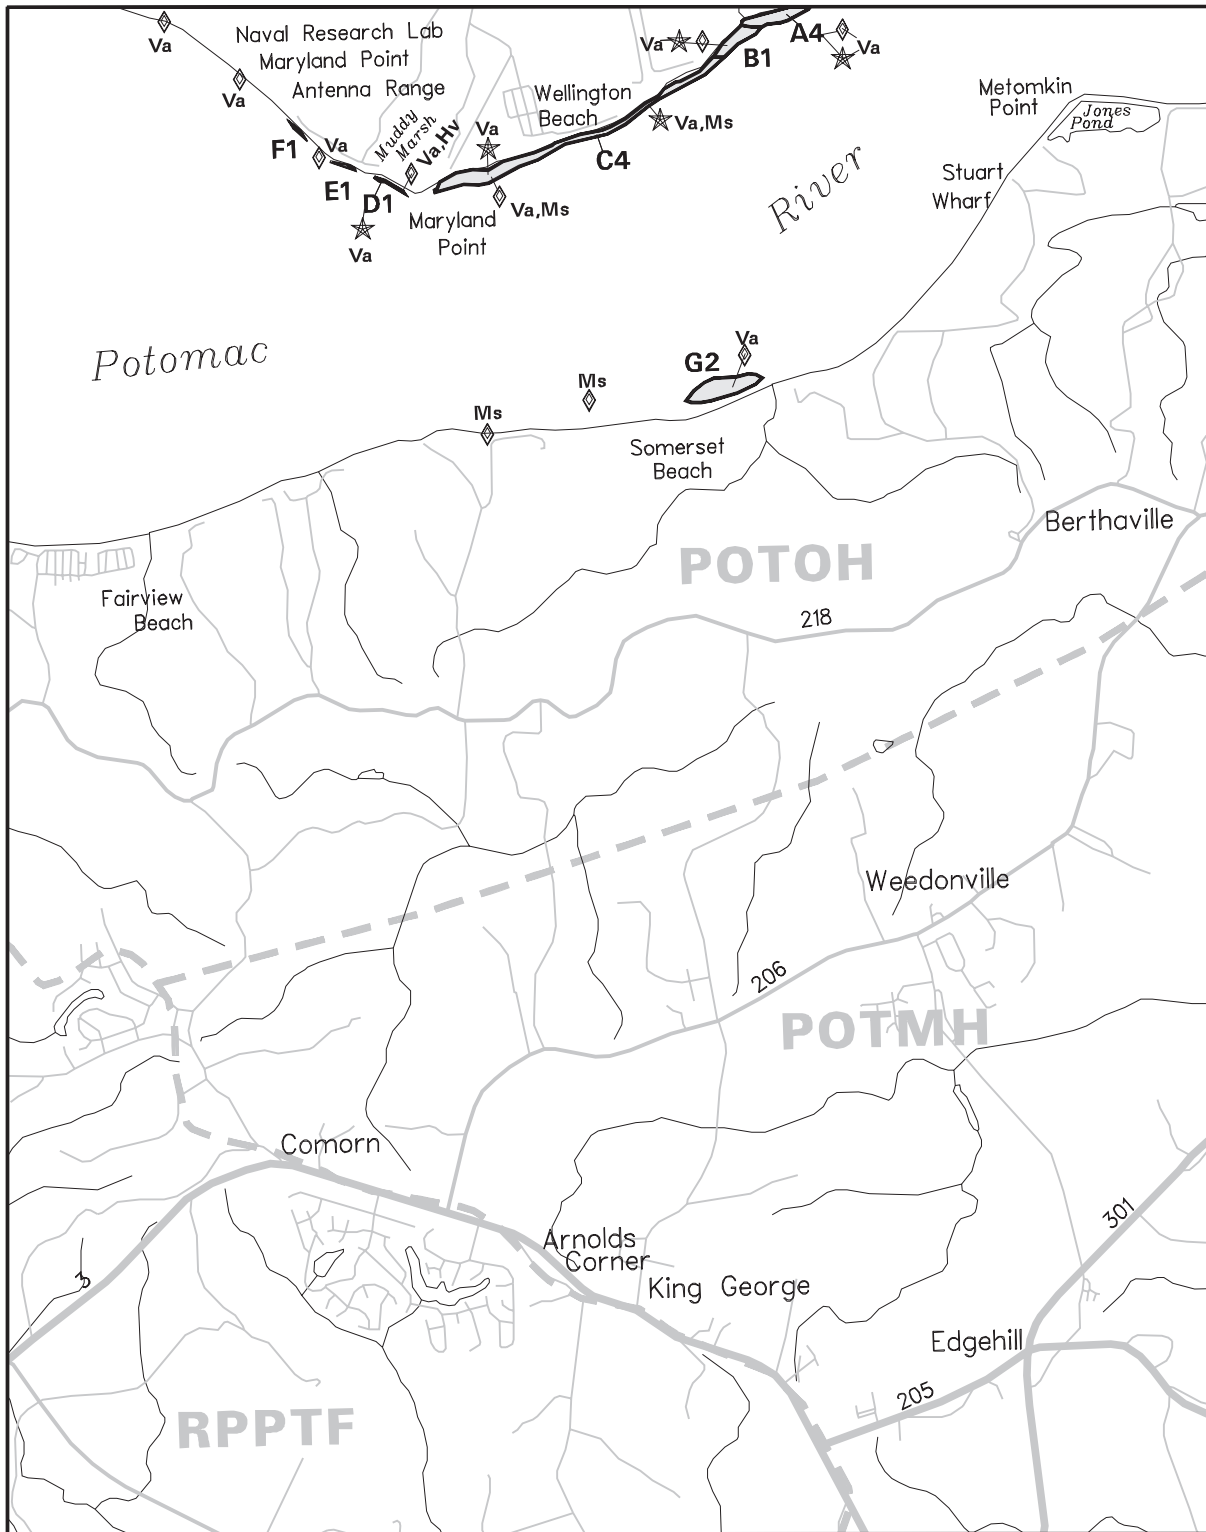 Va
Naval Research Lab
Maryland Point
Antenna Range
Va
A4
Va
B1
Va
Metomkin
Point
Jones
Pond
Wellington
Beach
Va,Ms
C4
F1
Va
Muddy
Marsh
Va,Hv
Va
E1
D1
Va
Maryland
Point
Va,Ms
River
Stuart
Wharf
Potomac
Va
G2
Ms
Ms
Somerset
Beach
Berthaville
POTOH
218
Fairview
Beach
Weedonville
206
POTMH
Comorn
301
Arnolds
Corner
King George
3
Edgehill
205
RPPTF